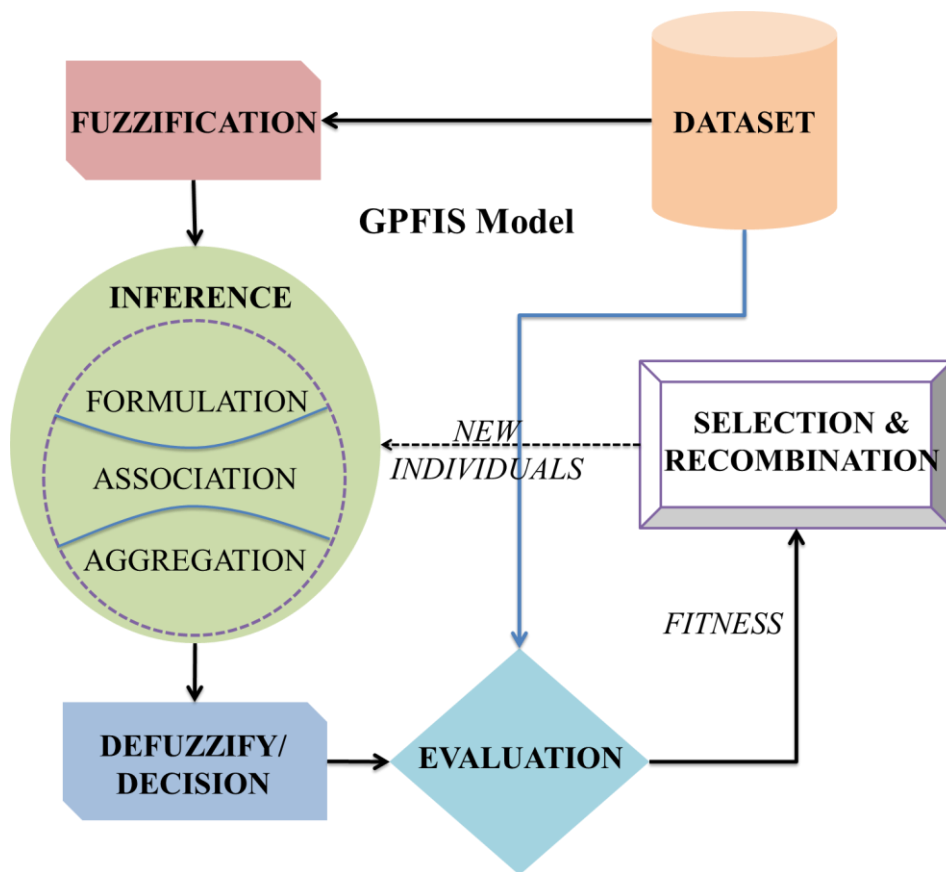 FUZZIFICATION
DATASET
GPFIS Model
INFERENCE
FORMULATION
ASSOCIATION
AGGREGATION
NEW
INDIVIDUALS
SELECTION &
RECOMBINATION
FITNESS
DEFUZZIFY/
DECISION
EVALUATION